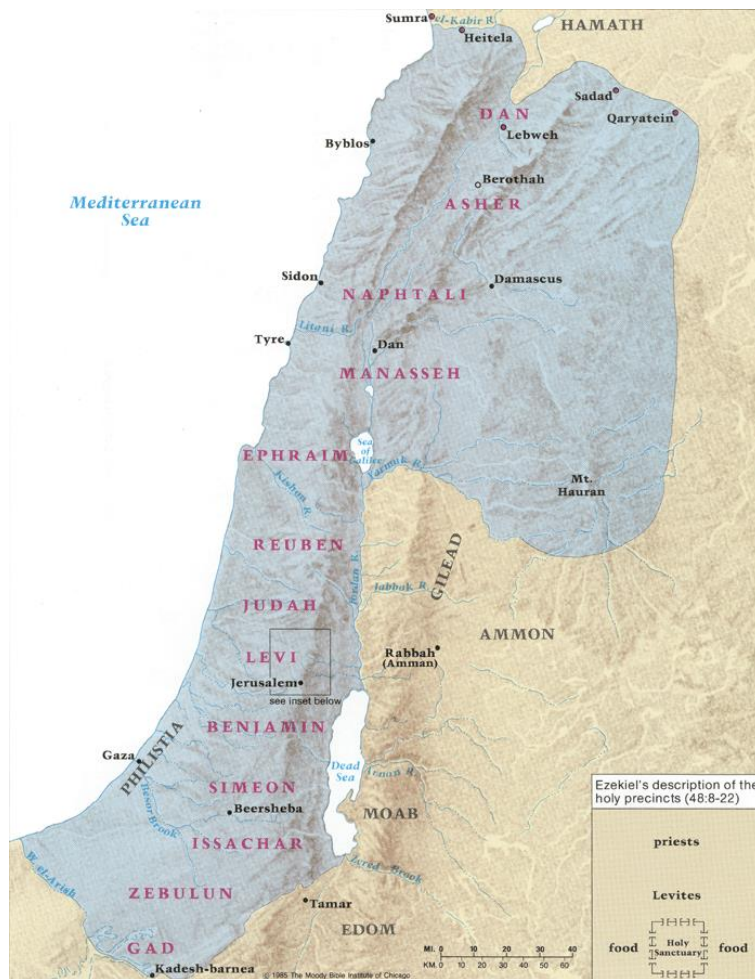 Sumra
el-Kabir R.
HAMATH
Heitela
Sadad
DAN
Qaryatein
Lebweh
Byblos
Berothah
Mediterranean
Sea
ASHER
Sidon
Damascus
NAPHTALI
Litani R.
Tyre
Dan
MANASSEH
Sea
of
Galilee
EPHRAIM
Yarmuk R.
Kishon R.
Mt.
Hauran
REUBEN
GILEAD
Jordan R.
Jabbok R.
JUDAH
AMMON
LEVI
Rabbah
(Amman)
Jerusalem
see inset below
BENJAMIN
PHILISTIA
Gaza
Dead
Sea
Arnon R.
Besor Brook
SIMEON
Beersheba
MOAB
ISSACHAR
W. el-Arish
Zered Brook
ZEBULUN
Tamar
EDOM
GAD
Kadesh-barnea
Ezekiel's description of the
holy precincts (48:8-22)
priests
Levites
food
Holy
Sanctuary
food
MI. 0 10 20 30 40
KM. 0 10 20 40 60
© 1985 The Moody Bible Institute of Chicago